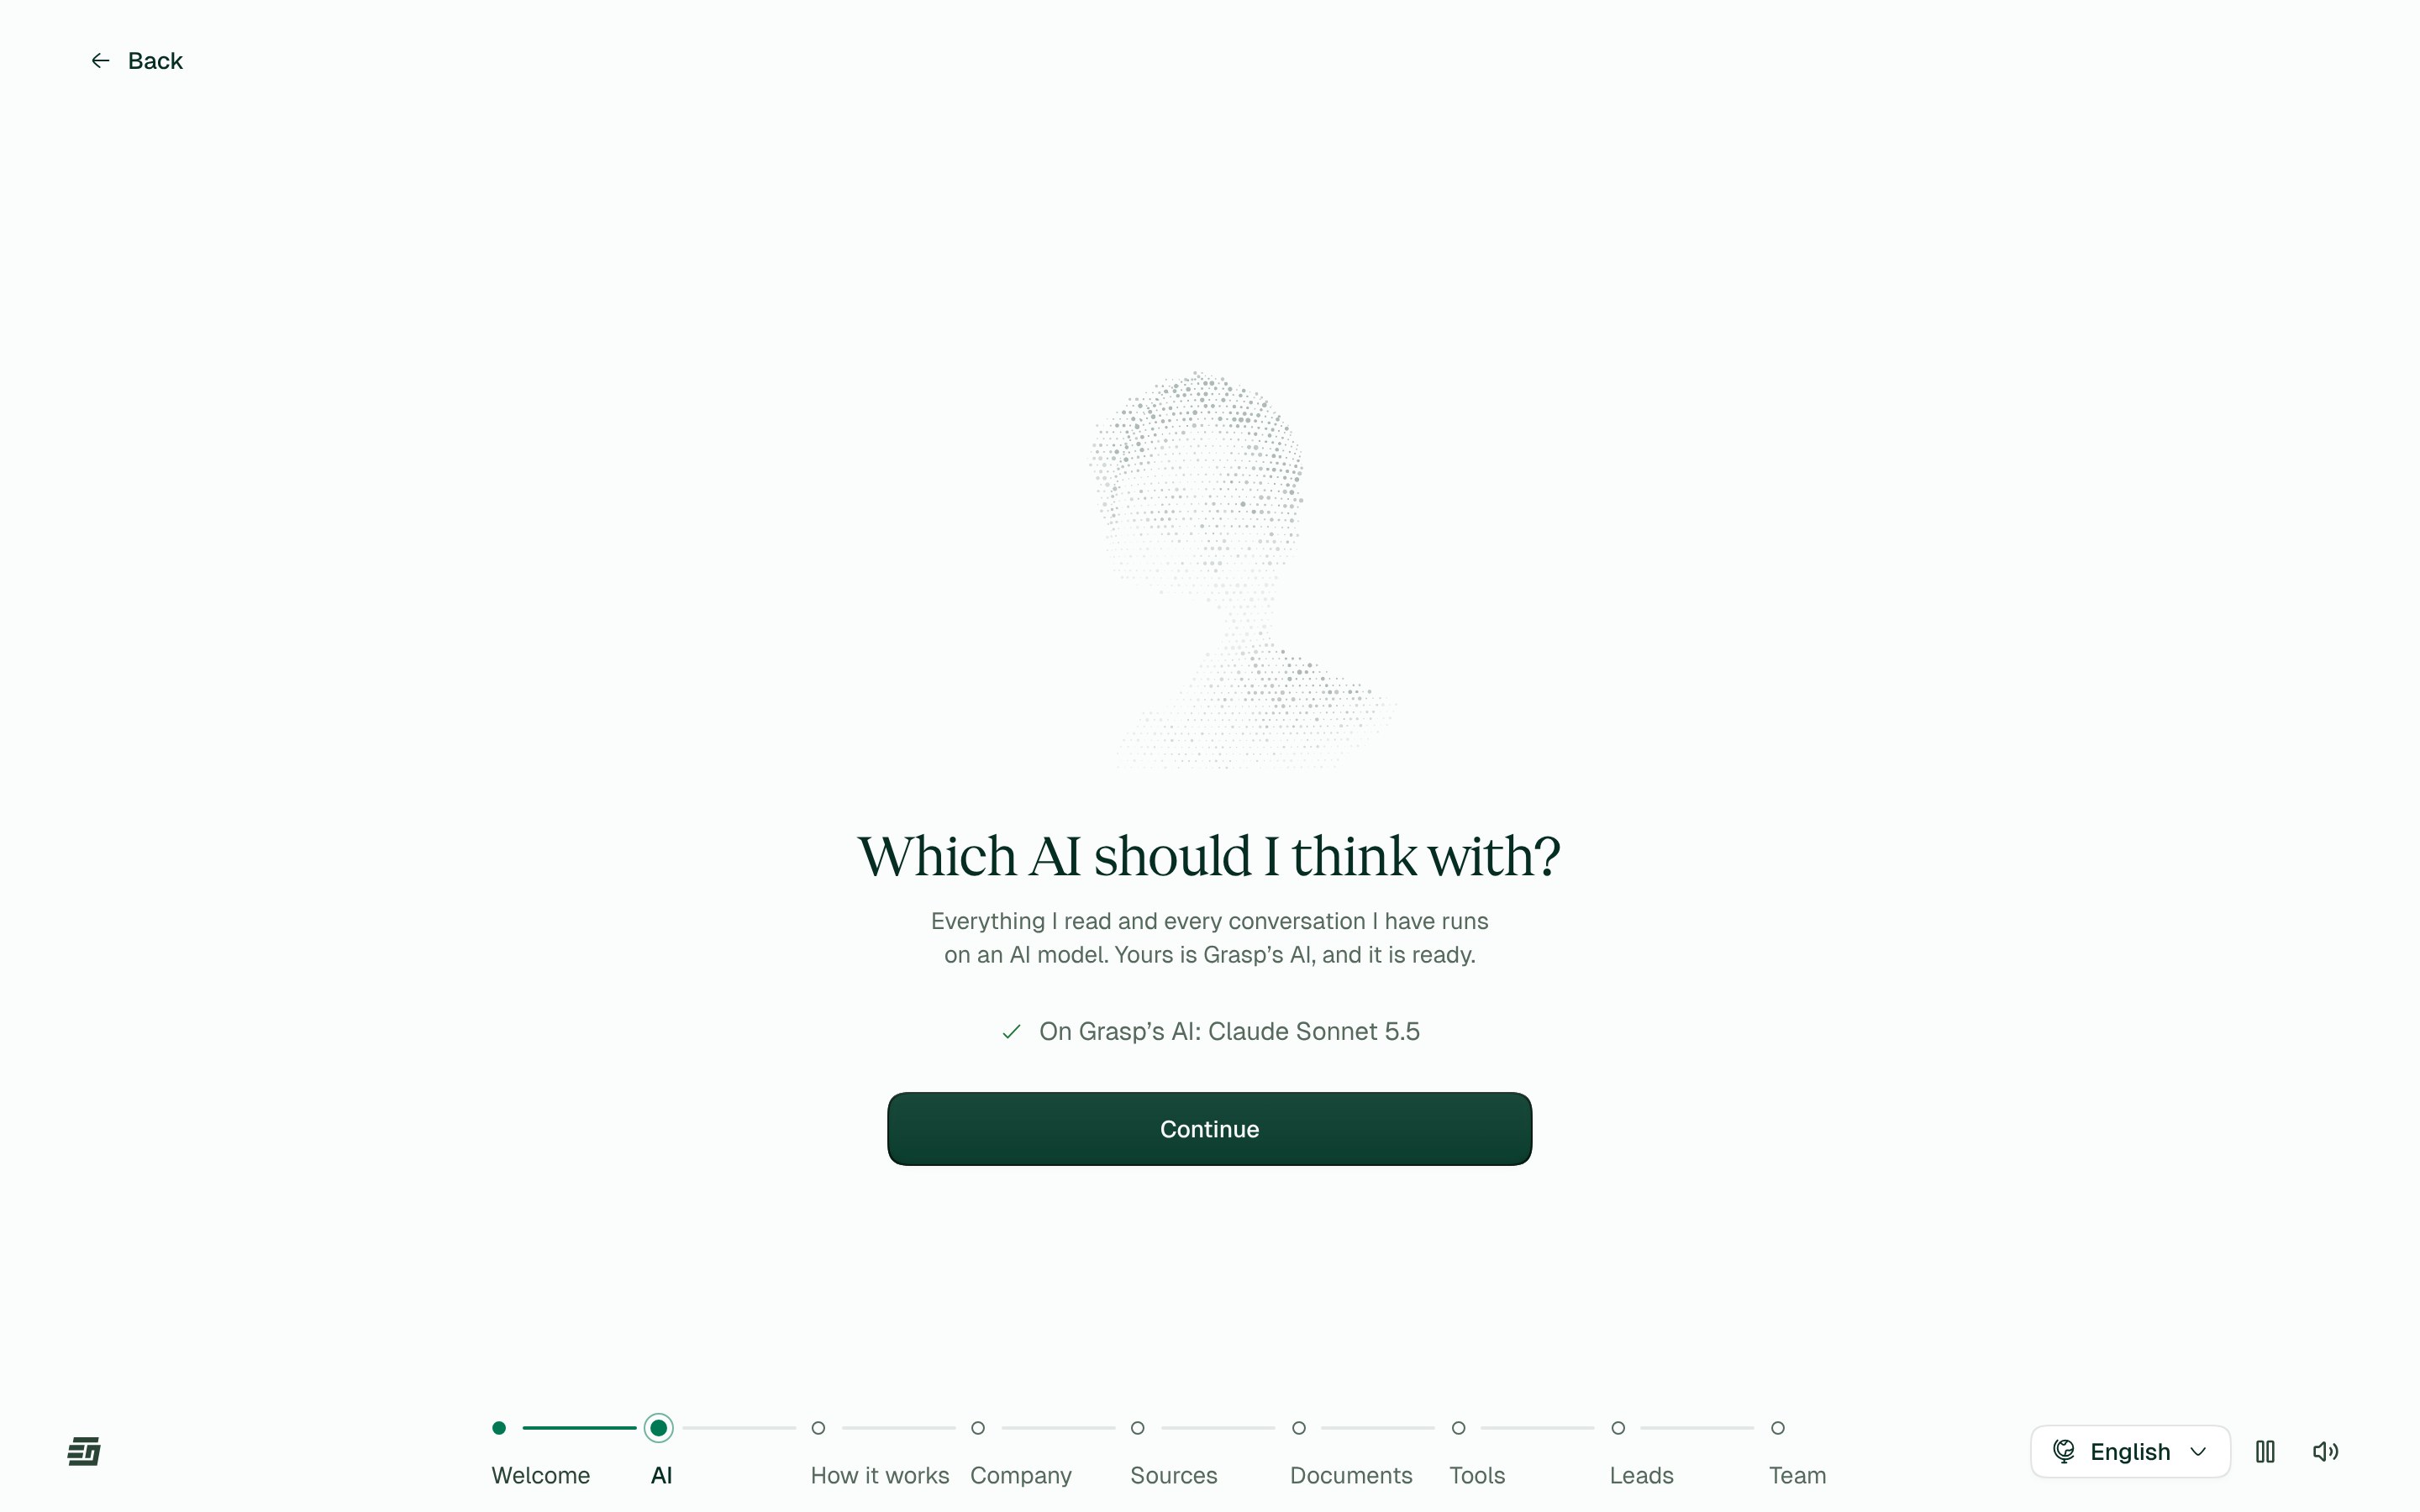 Back
Which AI should I think with?
Everything I read and every conversation I have runs
on an AI model. Yours is Grasp’s AI, and it is ready.
On Grasp’s AI: Claude Sonnet 5.5
Continue
Welcome
AI
How it works
Company
Sources
Documents
Tools
Leads
Team
English